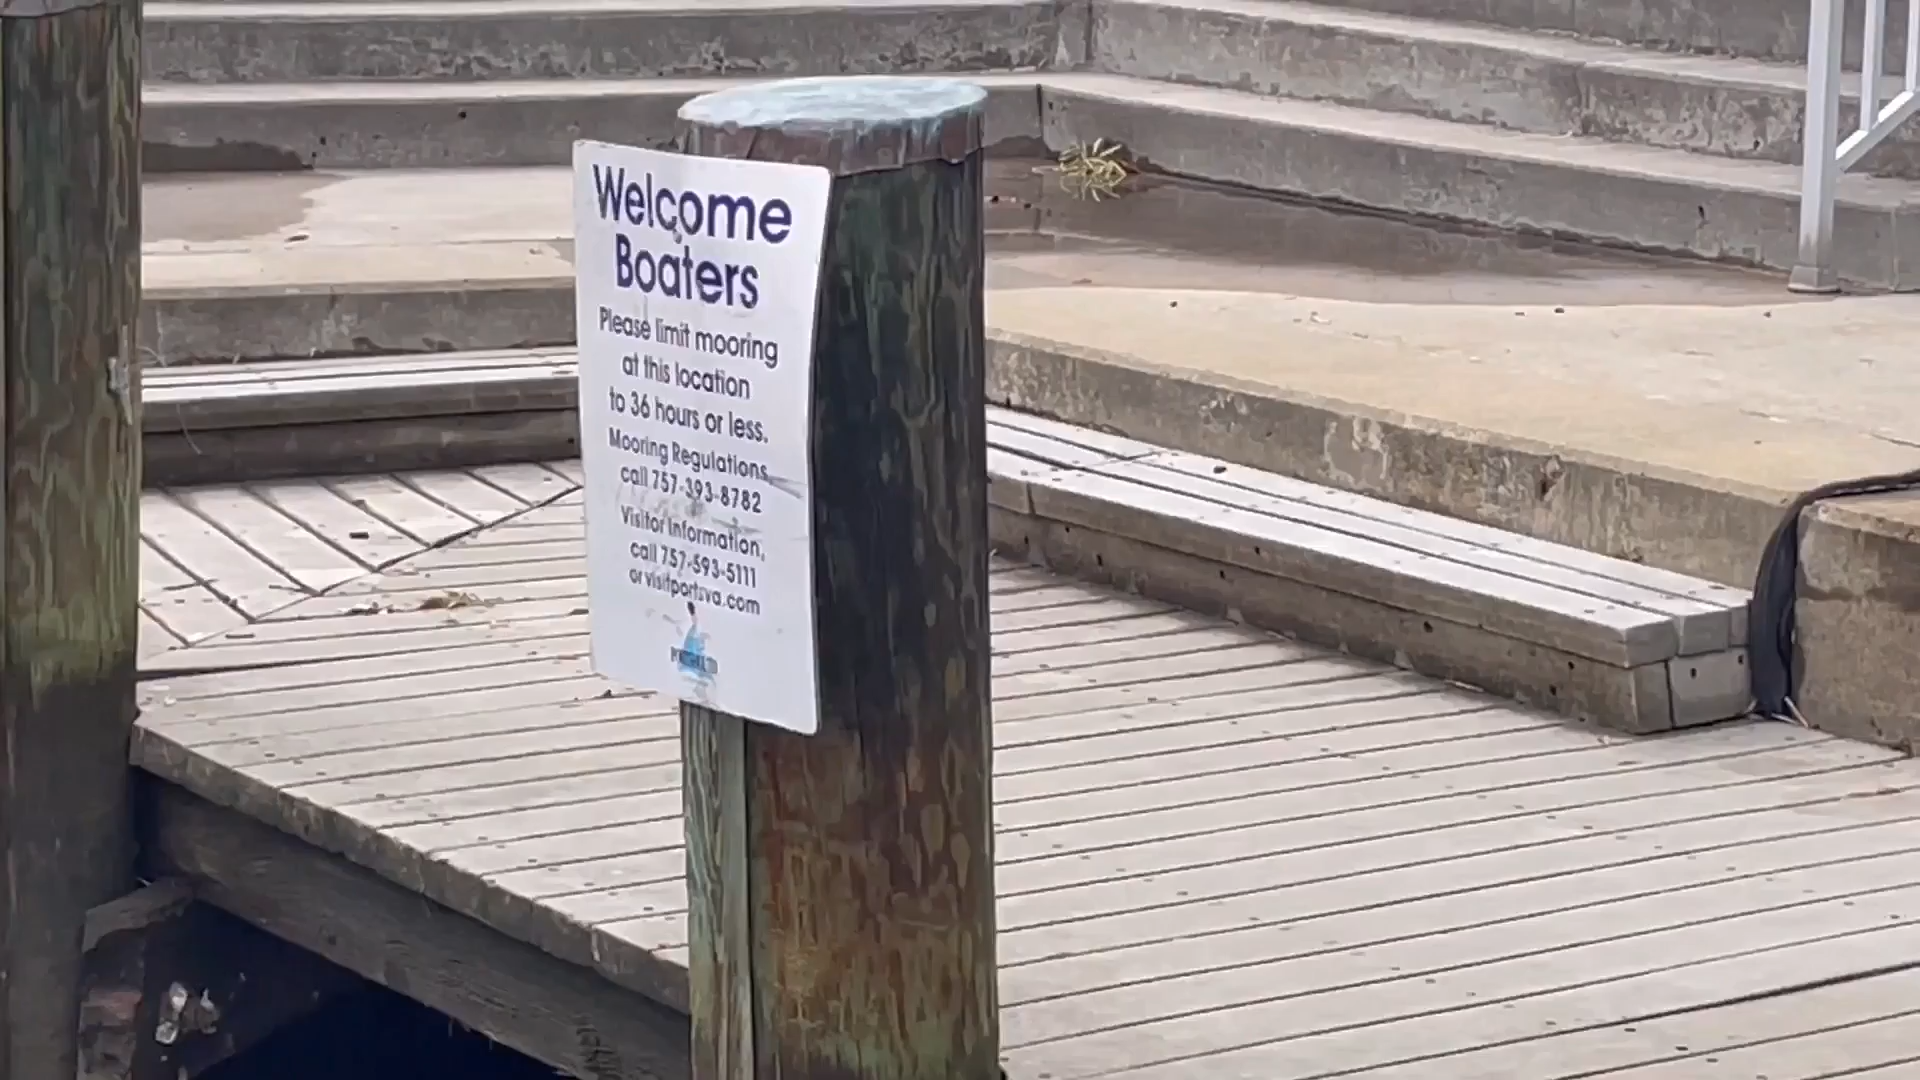 Welcome
Boaters
Please limit mooring
at this location
to 36 hours or less.
Mooring Regulations,
call 757-393-8782
Visitor Information,
call 757-593-5111
or visitportsva.com